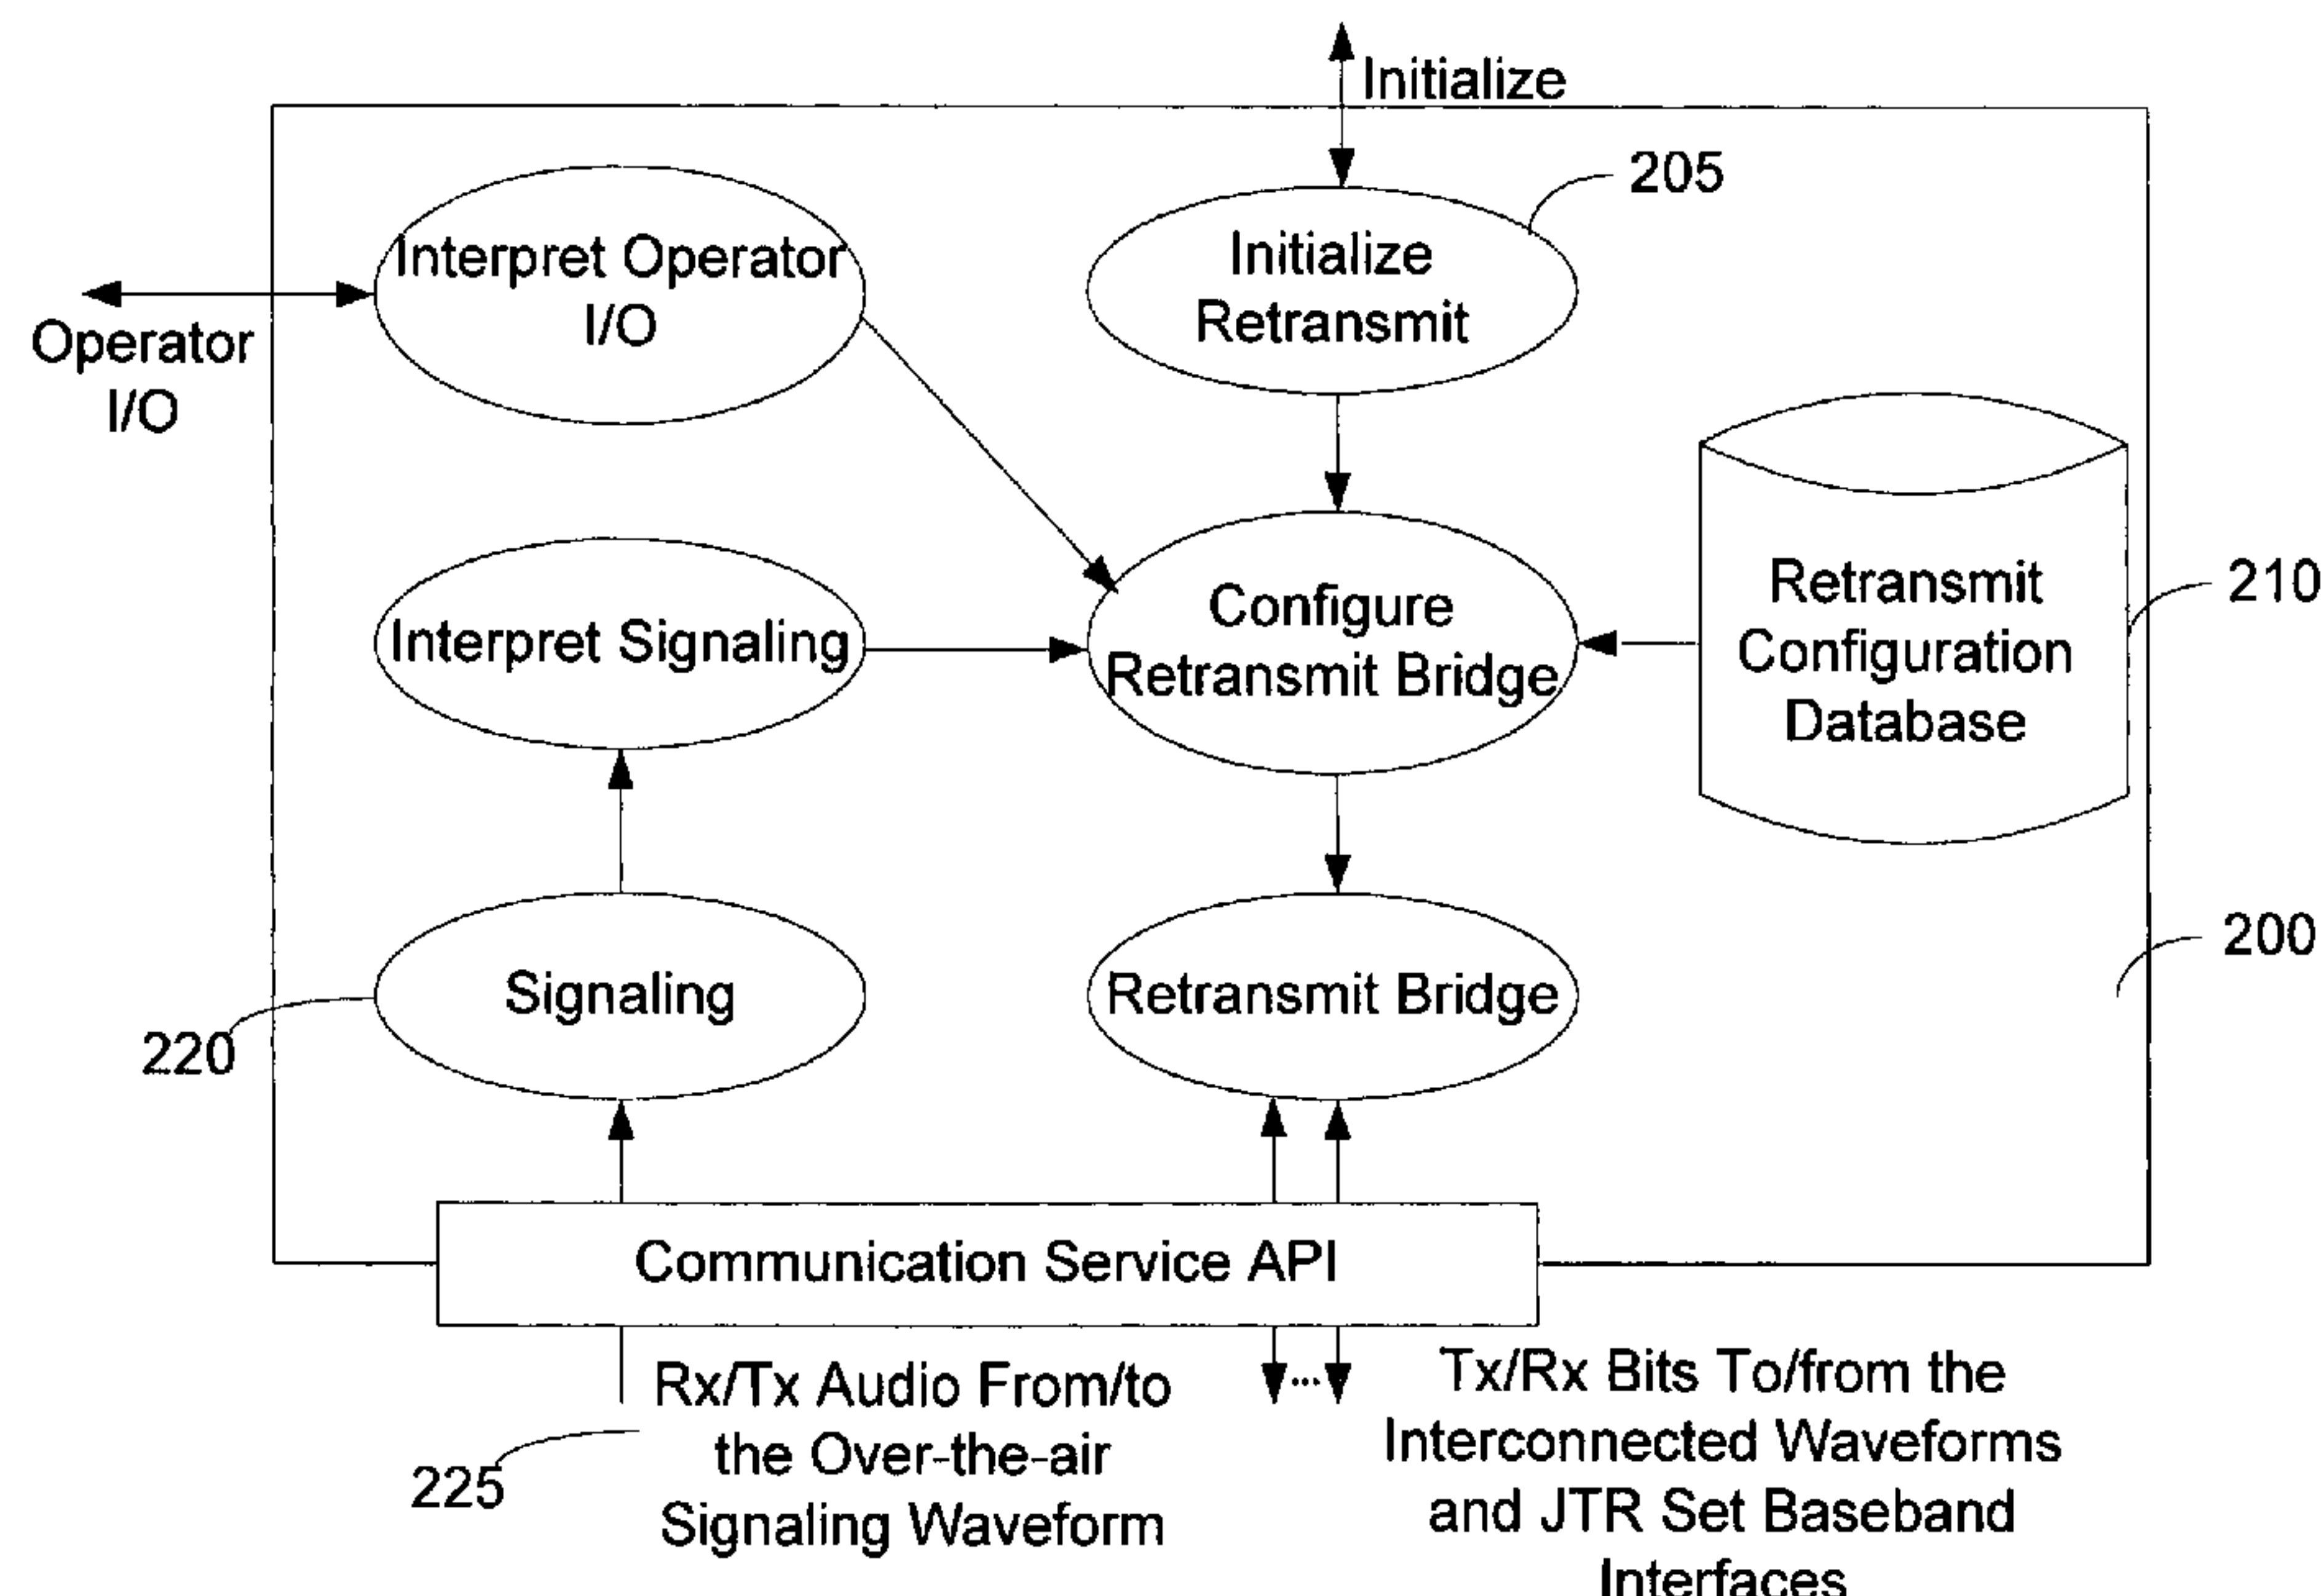 Initialize
205
Interpret Operator
I/O
Initialize
Retransmit
Operator
I/O
Retransmit
Configuration
Database
210
Configure
Retransmit Bridge
Interpret Signaling
200
Signaling
Retransmit Bridge
220
Communication Service API
Rx/Tx Audio From/to
the Over-the-air
Signaling Waveform
225
...
Tx/Rx Bits To/from the
Interconnected Waveforms
and JTR Set Baseband
Interfaces